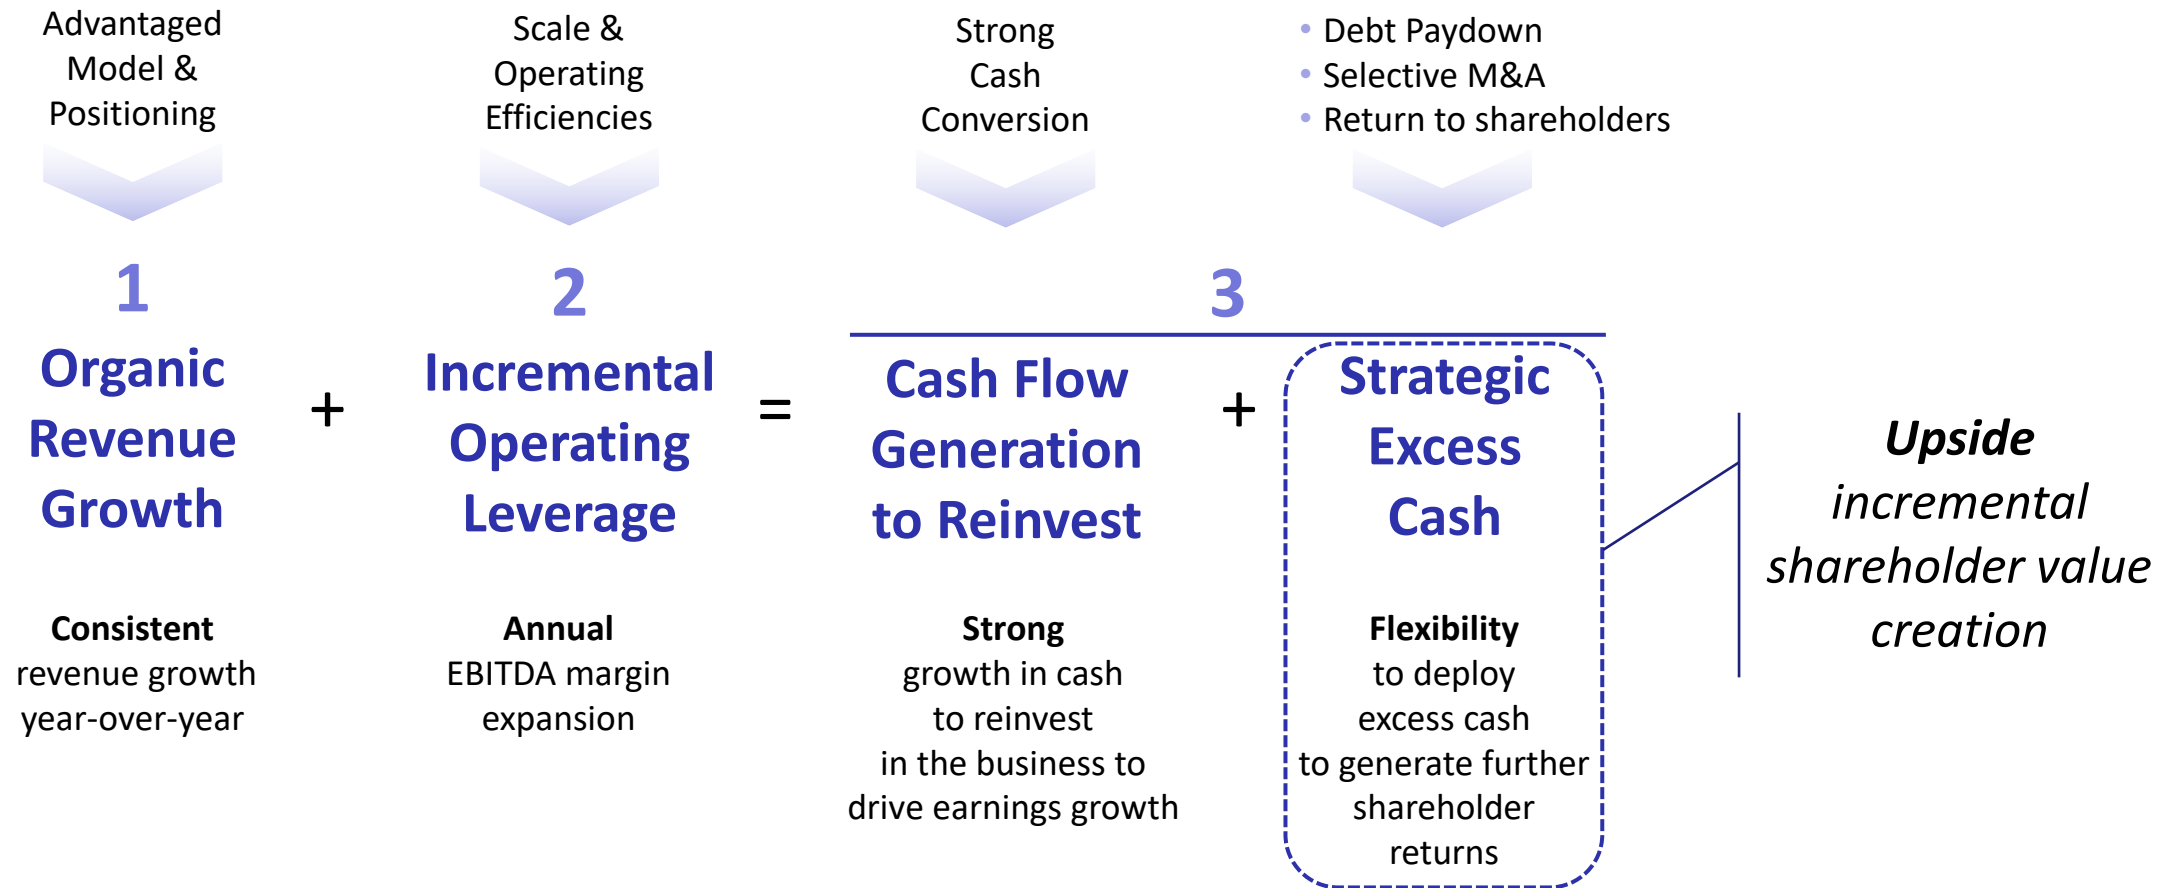 Advantaged
Model &
Positioning
Scale &
Operating
Efficiencies
Strong
Cash
Conversion
• Debt Paydown
• Selective M&A
• Return to shareholders
1
Organic
Revenue
Growth
Consistent
revenue growth
year-over-year
+
2
Incremental
Operating
Leverage
Annual
EBITDA margin
expansion
=
3
Cash Flow
Generation
to Reinvest
Strong
growth in cash
to reinvest
in the business to
drive earnings growth
+
Strategic
Excess
Cash
Flexibility
to deploy
excess cash
to generate further
shareholder
returns
Upside
incremental
shareholder value
creation